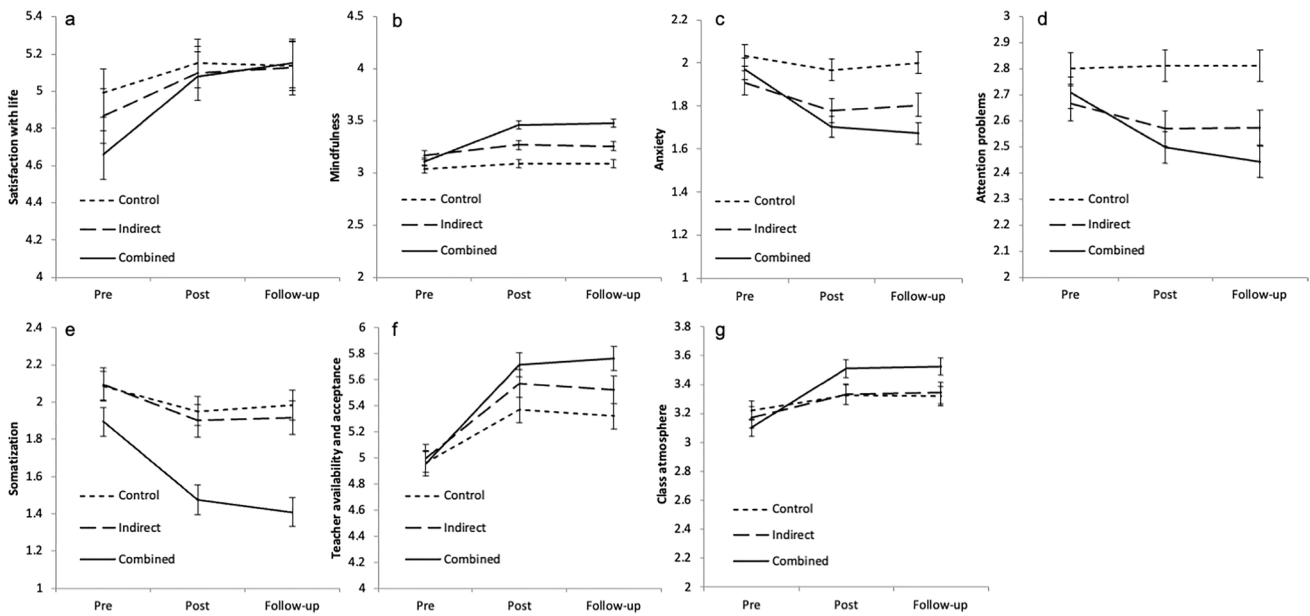 a
Satisfaction with life
5.4
5.2
5
4.8
4.6
4.4
4.2
4
Control
Indirect
Combined
Pre Post Follow-up
b
Mindfulness
5
4.5
4
3.5
3
2.5
2
Control
Indirect
Combined
Pre Post Follow-up
c
Anxiety
2.2
2
1.8
1.6
1.4
1.2
1
Control
Indirect
Combined
Pre Post Follow-up
d
Attention problems
3
2.9
2.8
2.7
2.6
2.5
2.4
2.3
2.2
2.1
2
Control
Indirect
Combined
Pre Post Follow-up
e
Somatization
2.4
2.2
2
1.8
1.6
1.4
1.2
1
Control
Indirect
Combined
Pre Post Follow-up
f
Teacher availability and acceptance
6
5.8
5.6
5.4
5.2
5
4.8
4.6
4.4
4.2
4
Control
Indirect
Combined
Pre Post Follow-up
g
Class atmosphere
3.8
3.6
3.4
3.2
3
2.8
2.6
2.4
2.2
2
Control
Indirect
Combined
Pre Post Follow-up